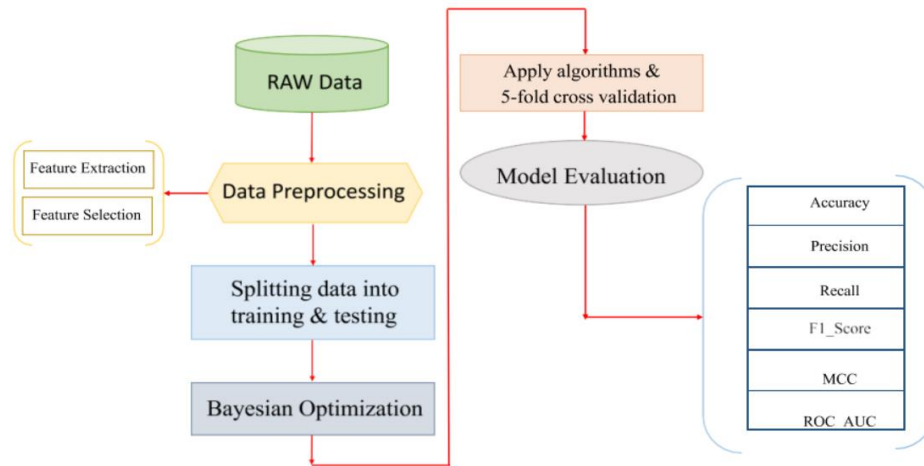 RAW Data
Feature Extraction
Feature Selection
Data Preprocessing
Splitting data into
training & testing
Bayesian Optimization
Apply algorithms &
5-fold cross validation
Model Evaluation
Accuracy
Precision
Recall
F1_Score
MCC
ROC_AUC